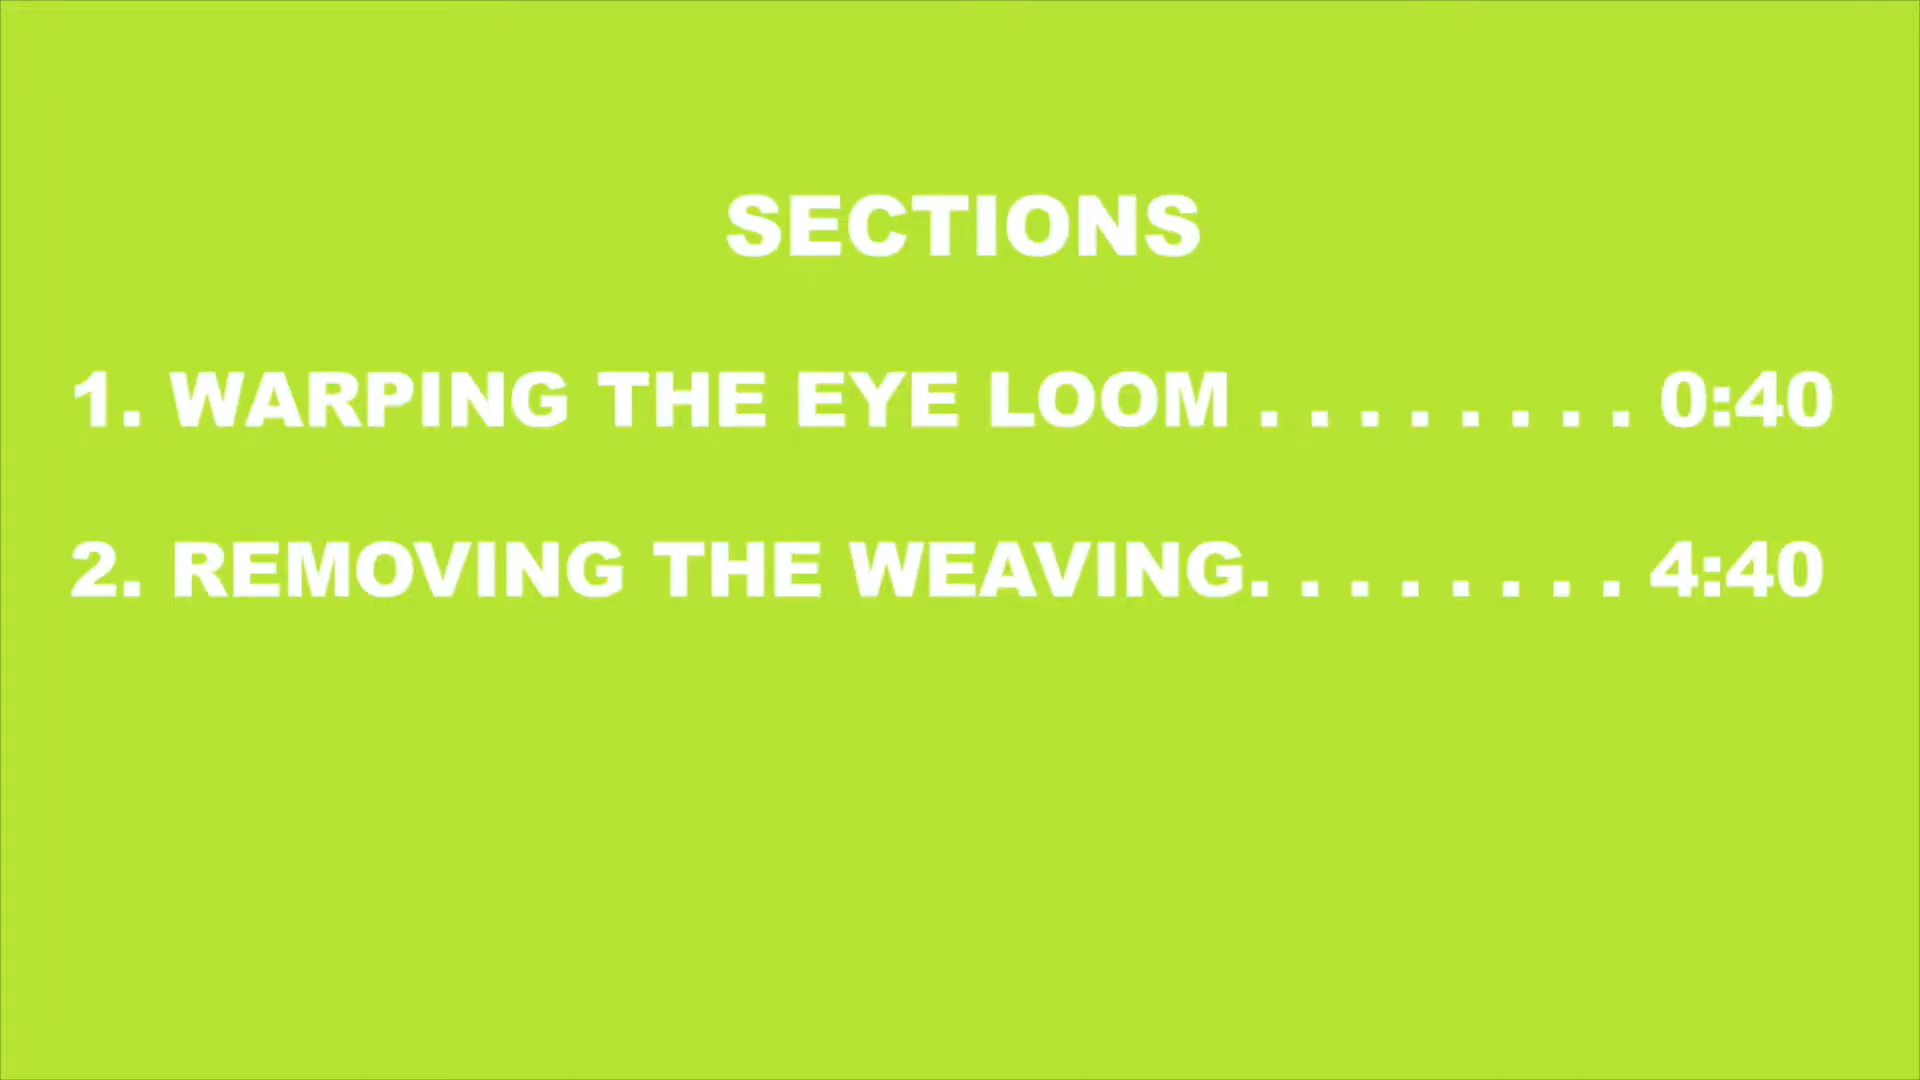 SECTIONS
1. WARPING THE EYE LOOM . . . . . . . . 0:40
2. REMOVING THE WEAVING. . . . . . . . 4:40